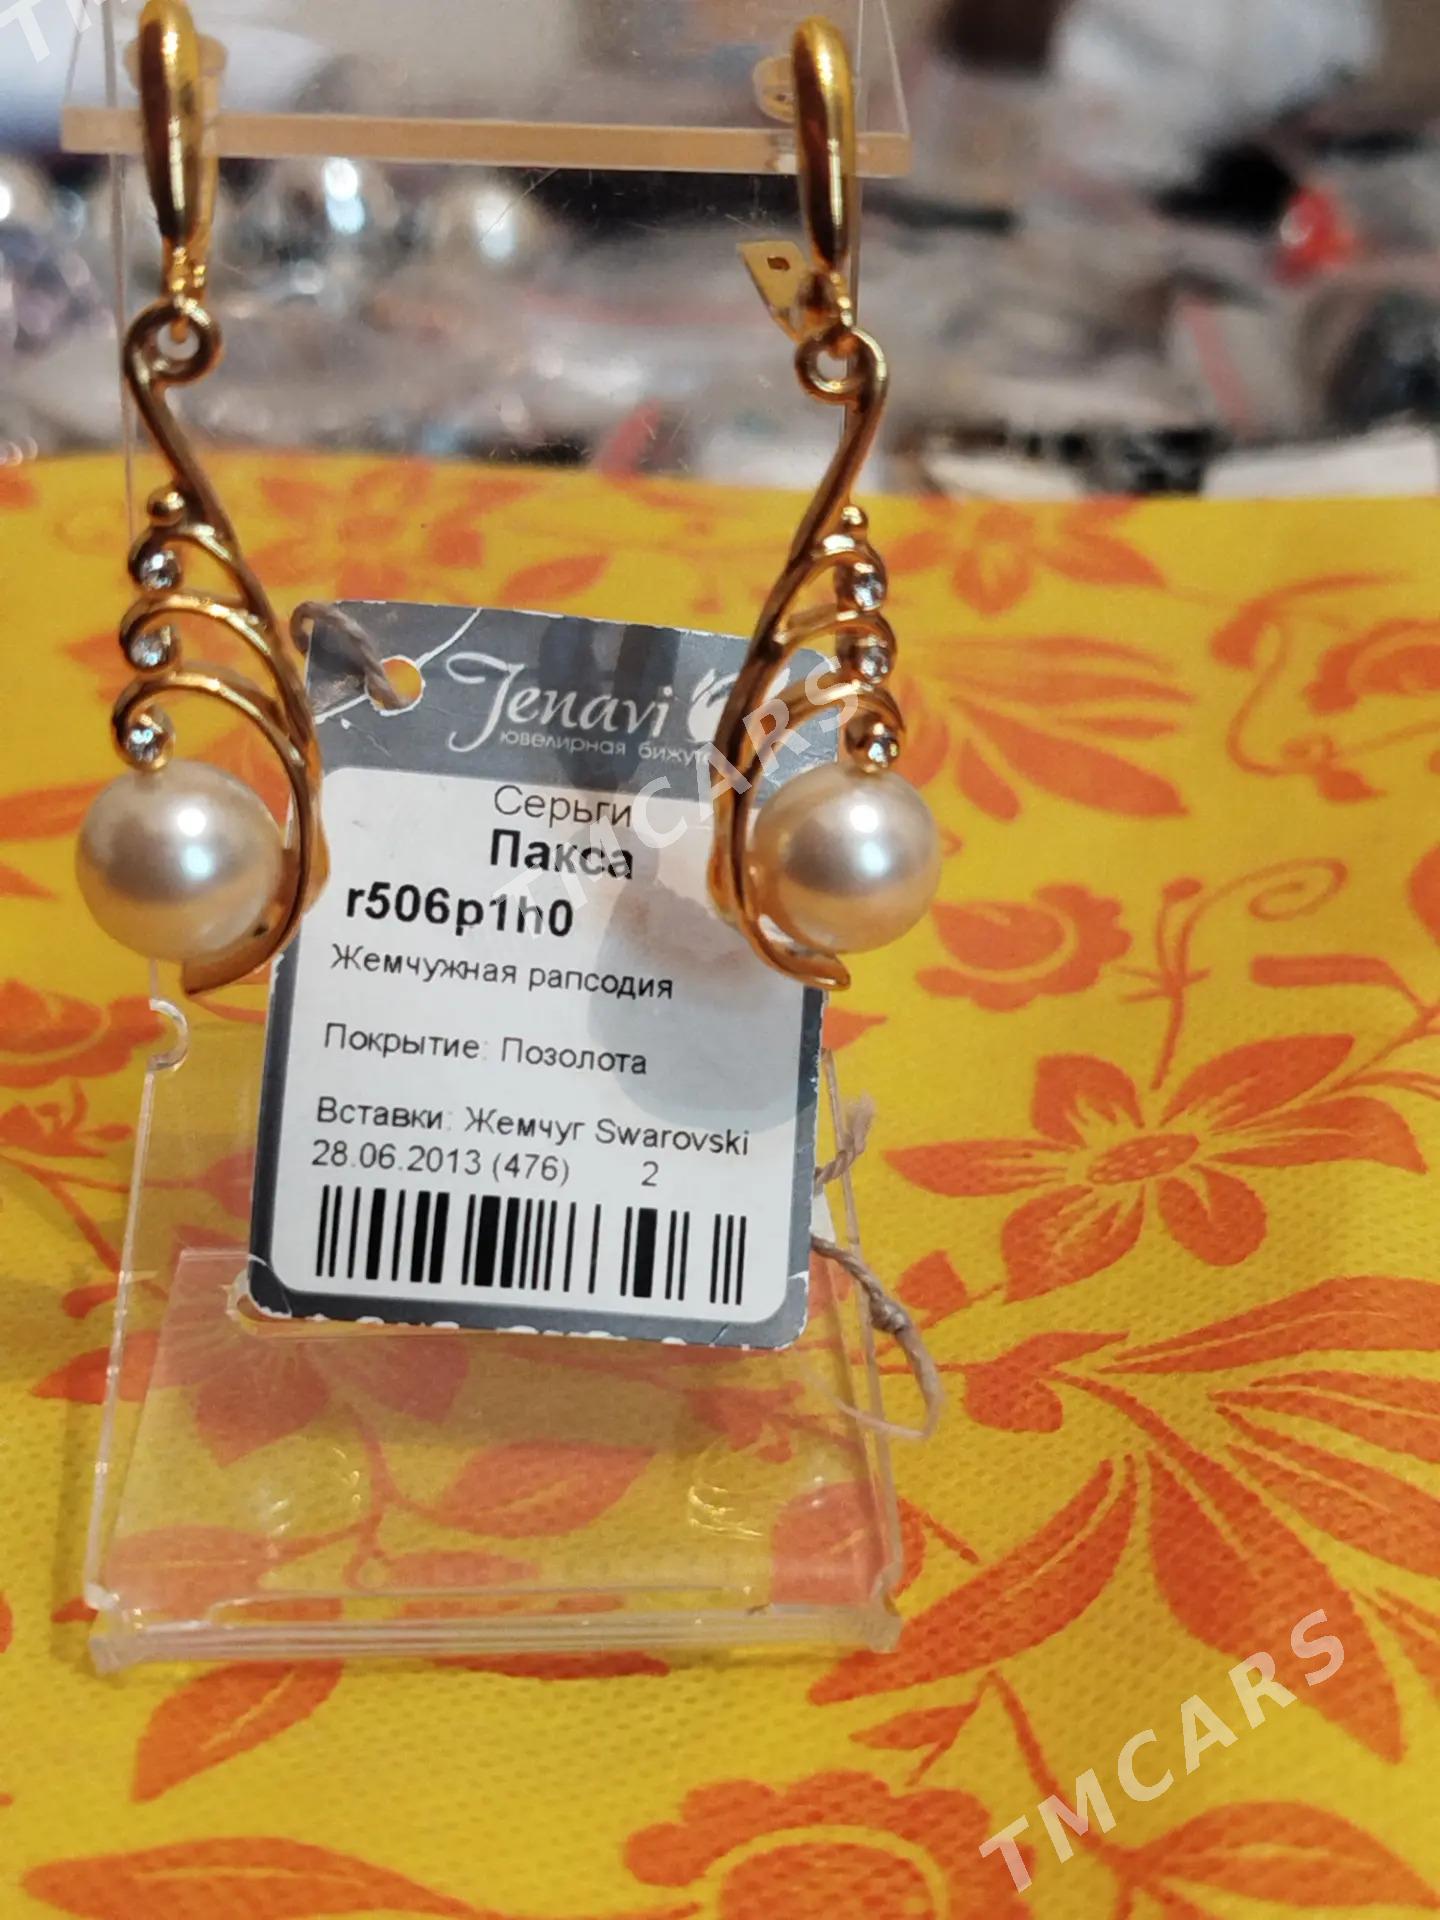 Jenavi
ювелирная бижуте
Серьги
Пакса
r506p1h0
Жемчужная рапсодия
Покрытие: Позолота
Вставки: Жемчуг Swarovski
28.06.2013 (476) 2
TMCARS
TMCARS